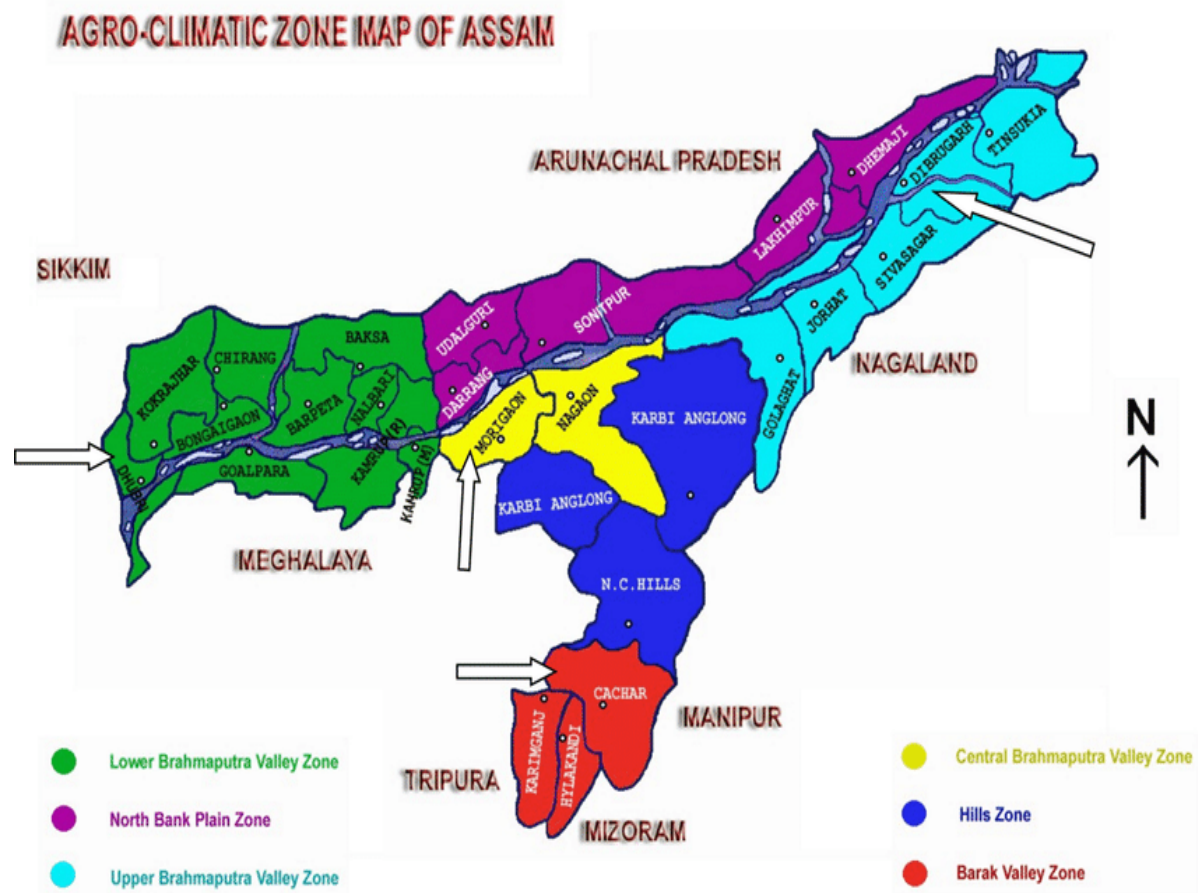 AGRO-CLIMATIC ZONE MAP OF ASSAM
ARUNACHAL PRADESH
SIKKIM
NAGALAND
MEGHALAYA
MANIPUR
TRIPURA
MIZORAM
N
TINSUKIA
DIBRUGARH
DHEMAJI
LAKHIMPUR
SIVASAGAR
JORHAT
GOLAGHAT
SONITPUR
UDALGURI
DARRANG
BAKSA
CHIRANG
KOKRAJHAR
BONGAIGAON
BARPETA
NALBARI
KAMRUP(R)
KAMRUP(M)
GOALPARA
DHUBRI
MORIGAON
NAGAON
KARBI ANGLONG
KARBI ANGLONG
N.C.HILLS
CACHAR
KARIMGANJ
HYLAKANDI
Lower Brahmaputra Valley Zone
North Bank Plain Zone
Upper Brahmaputra Valley Zone
Central Brahmaputra Valley Zone
Hills Zone
Barak Valley Zone